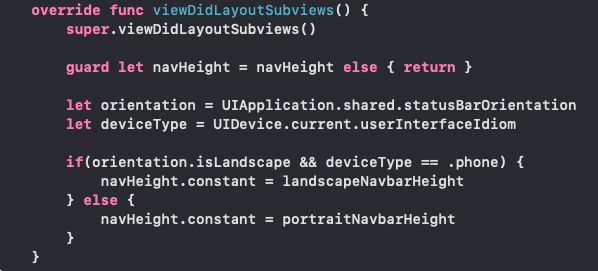 override func viewDidLayoutSubviews() {
    super.viewDidLayoutSubviews()

    guard let navHeight = navHeight else { return }

    let orientation = UIApplication.shared.statusBarOrientation
    let deviceType = UIDevice.current.userInterfaceIdiom

    if(orientation.isLandscape && deviceType == .phone) {
        navHeight.constant = landscapeNavbarHeight
    } else {
        navHeight.constant = portraitNavbarHeight
    }
}